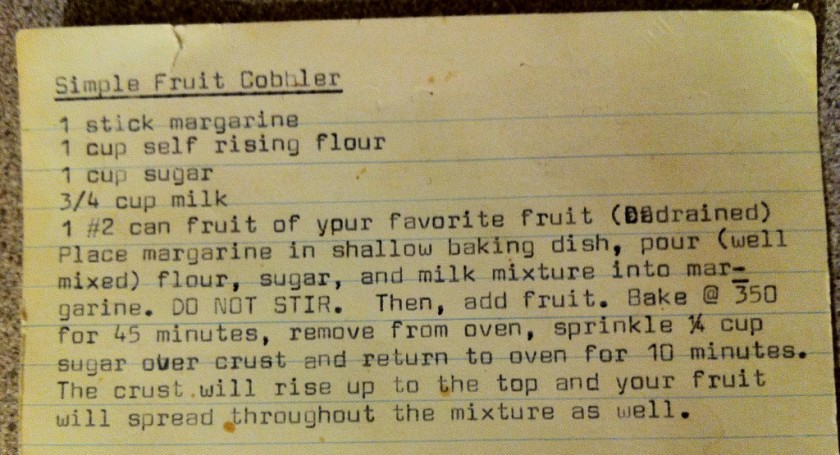 Simple Fruit Cobbler
1 stick margarine
1 cup self rising flour
1 cup sugar
3/4 cup milk
1 #2 can fruit of your favorite fruit (drained)
Place margarine in shallow baking dish, pour (well
mixed) flour, sugar, and milk mixture into mar-
garine. DO NOT STIR. Then, add fruit. Bake @ 350
for 45 minutes, remove from oven, sprinkle ¼ cup
sugar over crust and return to oven for 10 minutes.
The crust will rise up to the top and your fruit
will spread throughout the mixture as well.